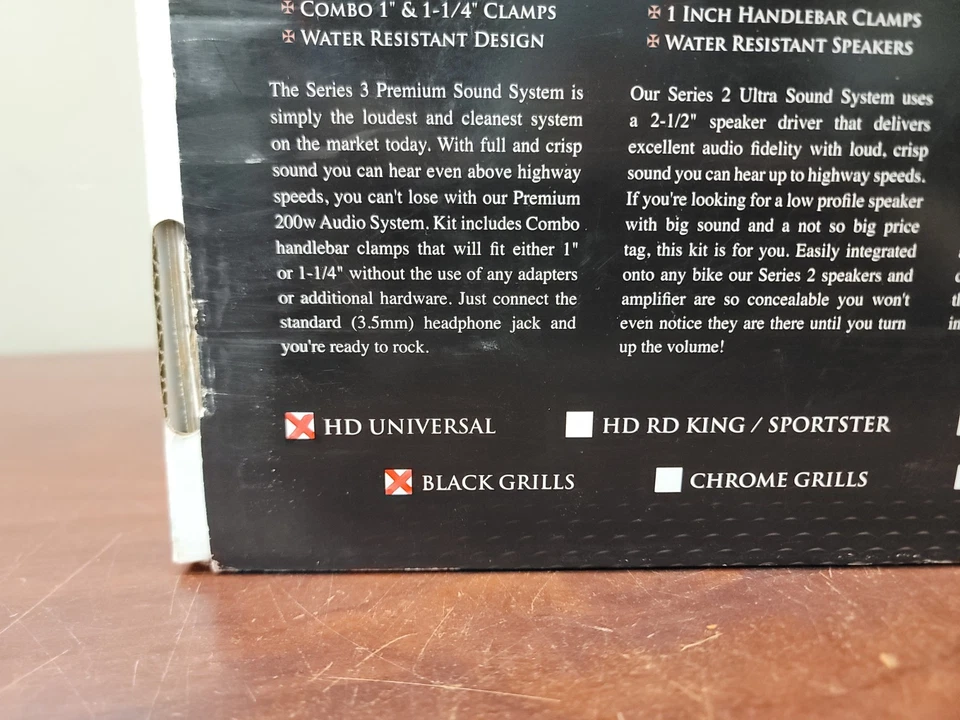 COMBO 1" & 1-1/4" CLAMPS
WATER RESISTANT DESIGN
The Series 3 Premium Sound System is
simply the loudest and cleanest system
on the market today. With full and crisp
sound you can hear even above highway
speeds, you can't lose with our Premium
200w Audio System. Kit includes Combo
handlebar clamps that will fit either 1"
or 1-1/4" without the use of any adapters
or additional hardware. Just connect the
standard (3.5mm) headphone jack and
you're ready to rock.
1 INCH HANDLEBAR CLAMPS
WATER RESISTANT SPEAKERS
Our Series 2 Ultra Sound System uses
a 2-1/2" speaker driver that delivers
excellent audio fidelity with loud, crisp
sound you can hear up to highway speeds.
If you're looking for a low profile speaker
with big sound and a not so big price
tag, this kit is for you. Easily integrated
onto any bike our Series 2 speakers and
amplifier are so concealable you won't
even notice they are there until you turn
up the volume!
HD UNIVERSAL
HD RD KING / SPORTSTER
BLACK GRILLS
CHROME GRILLS